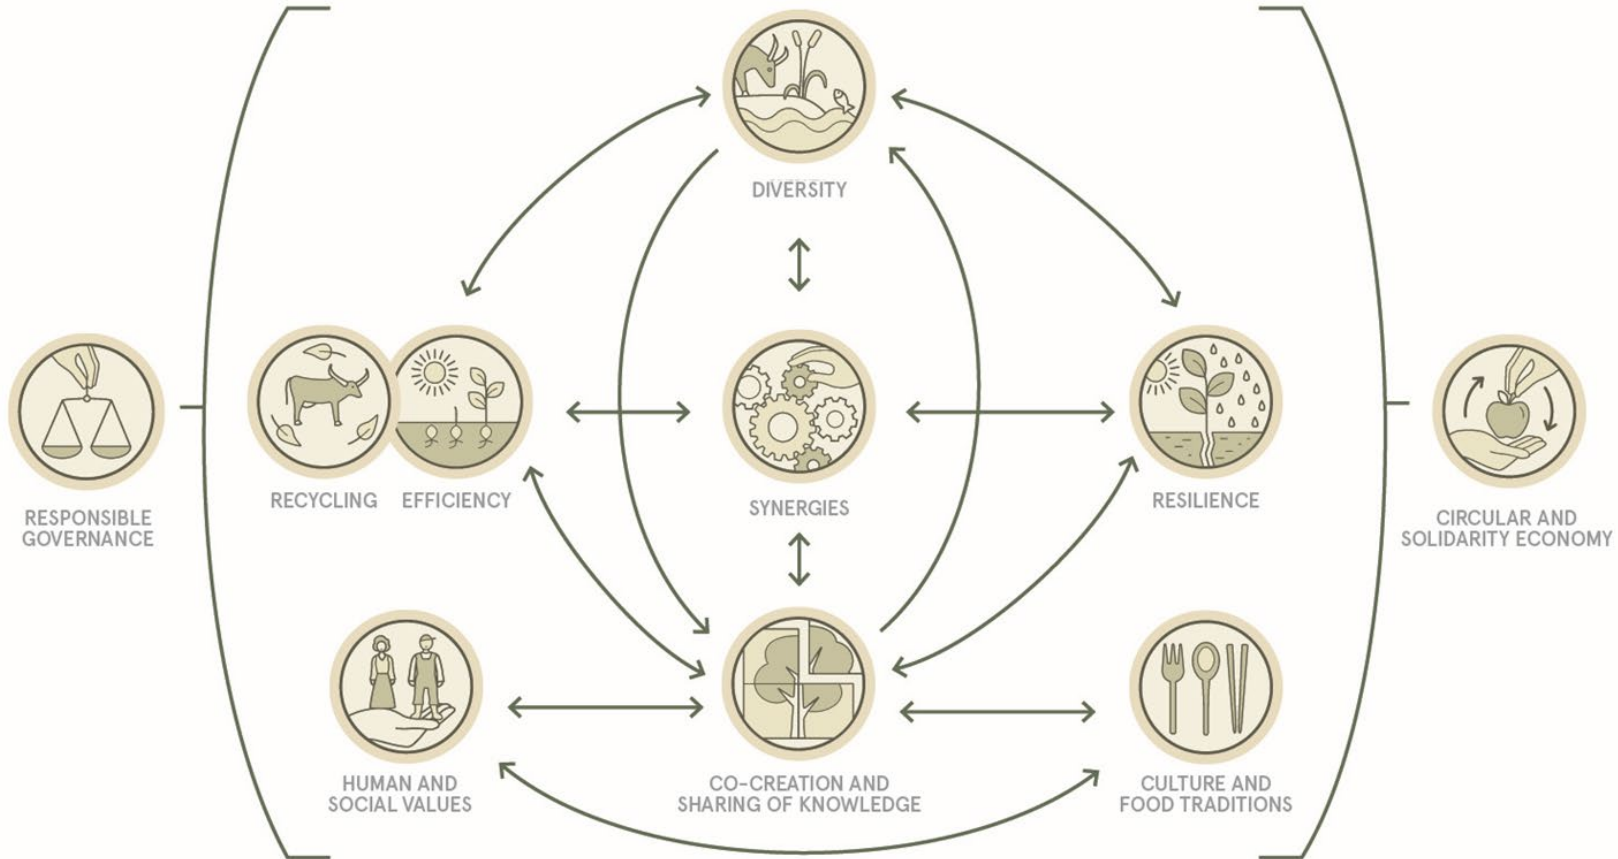 DIVERSITY
RECYCLING
EFFICIENCY
SYNERGIES
RESILIENCE
RESPONSIBLE
GOVERNANCE
CIRCULAR AND
SOLIDARITY ECONOMY
HUMAN AND
SOCIAL VALUES
CO-CREATION AND
SHARING OF KNOWLEDGE
CULTURE AND
FOOD TRADITIONS